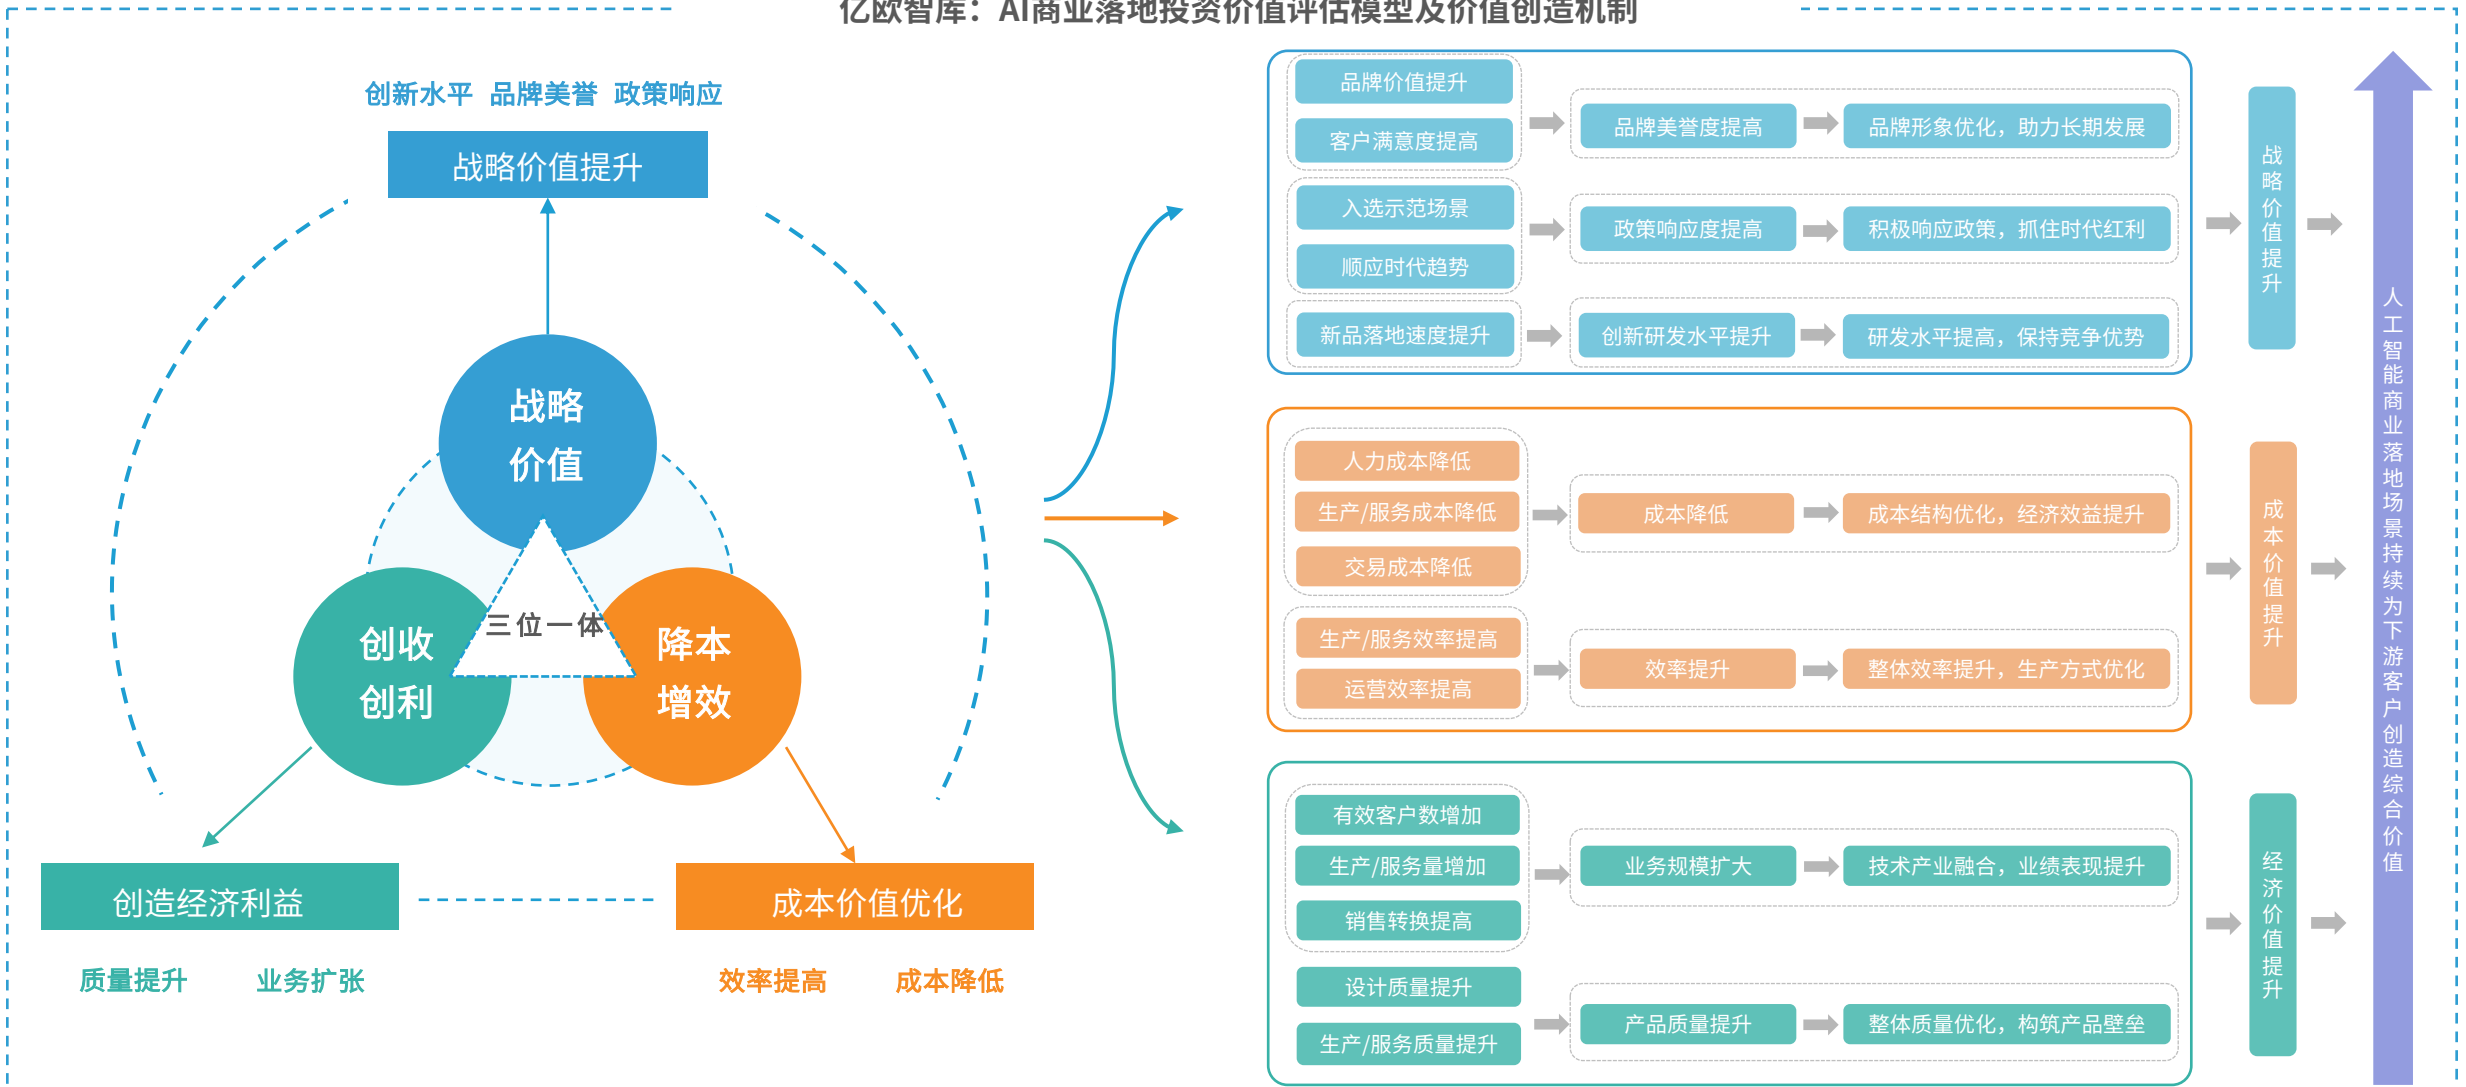 亿欧智库：AI商业落地投资价值评估模型及价值创造机制
创新水平 品牌美誉 政策响应
战略价值提升
战略
价值
三位一体
创收
创利
降本
增效
创造经济利益
成本价值优化
质量提升 业务扩张
效率提高 成本降低
品牌价值提升
客户满意度提高
品牌美誉度提高
品牌形象优化，助力长期发展
入选示范场景
顺应时代趋势
政策响应度提高
积极响应政策，抓住时代红利
新品落地速度提升
创新研发水平提升
研发水平提高，保持竞争优势
战略价值提升
人力成本降低
生产/服务成本降低
交易成本降低
成本降低
成本结构优化，经济效益提升
生产/服务效率提高
运营效率提高
效率提升
整体效率提升，生产方式优化
成本价值提升
有效客户数增加
生产/服务量增加
销售转换提高
业务规模扩大
技术产业融合，业绩表现提升
设计质量提升
生产/服务质量提升
产品质量提升
整体质量优化，构筑产品壁垒
经济价值提升
人工智能商业落地场景持续为下游客户创造综合价值